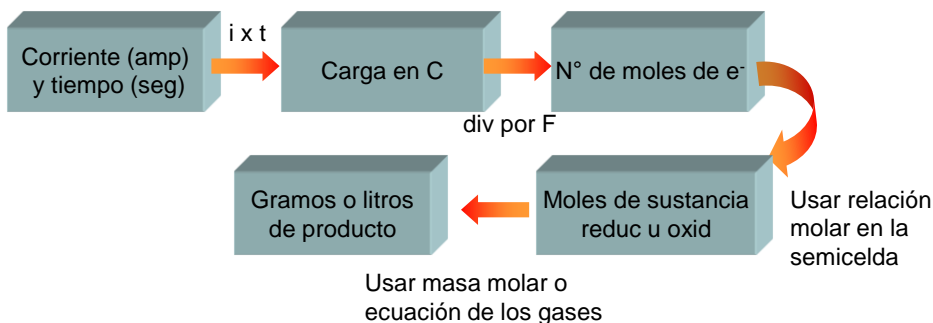 Corriente (amp)
y tiempo (seg)
i x t
Carga en C
div por F
N° de moles de e⁻
Usar relación
molar en la
semicelda
Moles de sustancia
reduc u oxid
Usar masa molar o
ecuación de los gases
Gramos o litros
de producto